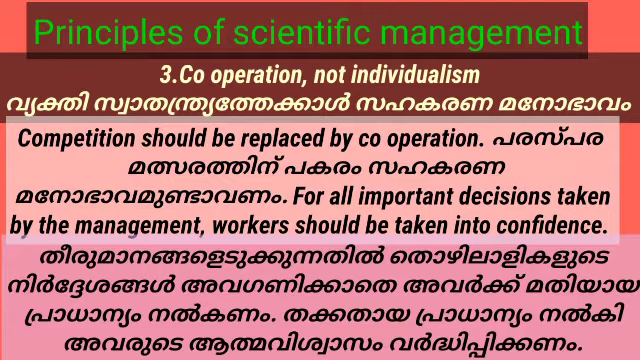 Principles of scientific management
3.Co operation, not individualism
വ്യക്തി സ്വാതന്ത്ര്യത്തേക്കാൾ സഹകരണ മനോഭാവം
Competition should be replaced by co operation. പരസ്പര
മത്സരത്തിന് പകരം സഹകരണ
മനോഭാവമുണ്ടാവണം. For all important decisions taken
by the management, workers should be taken into confidence.
തീരുമാനങ്ങളെടുക്കുന്നതിൽ തൊഴിലാളികളുടെ
നിർദ്ദേശങ്ങൾ അവഗണിക്കാതെ അവർക്ക് മതിയായ
പ്രാധാന്യം നൽകണം. തക്കതായ പ്രാധാന്യം നൽകി
അവരുടെ ആത്മവിശ്വാസം വർദ്ധിപ്പിക്കണം.